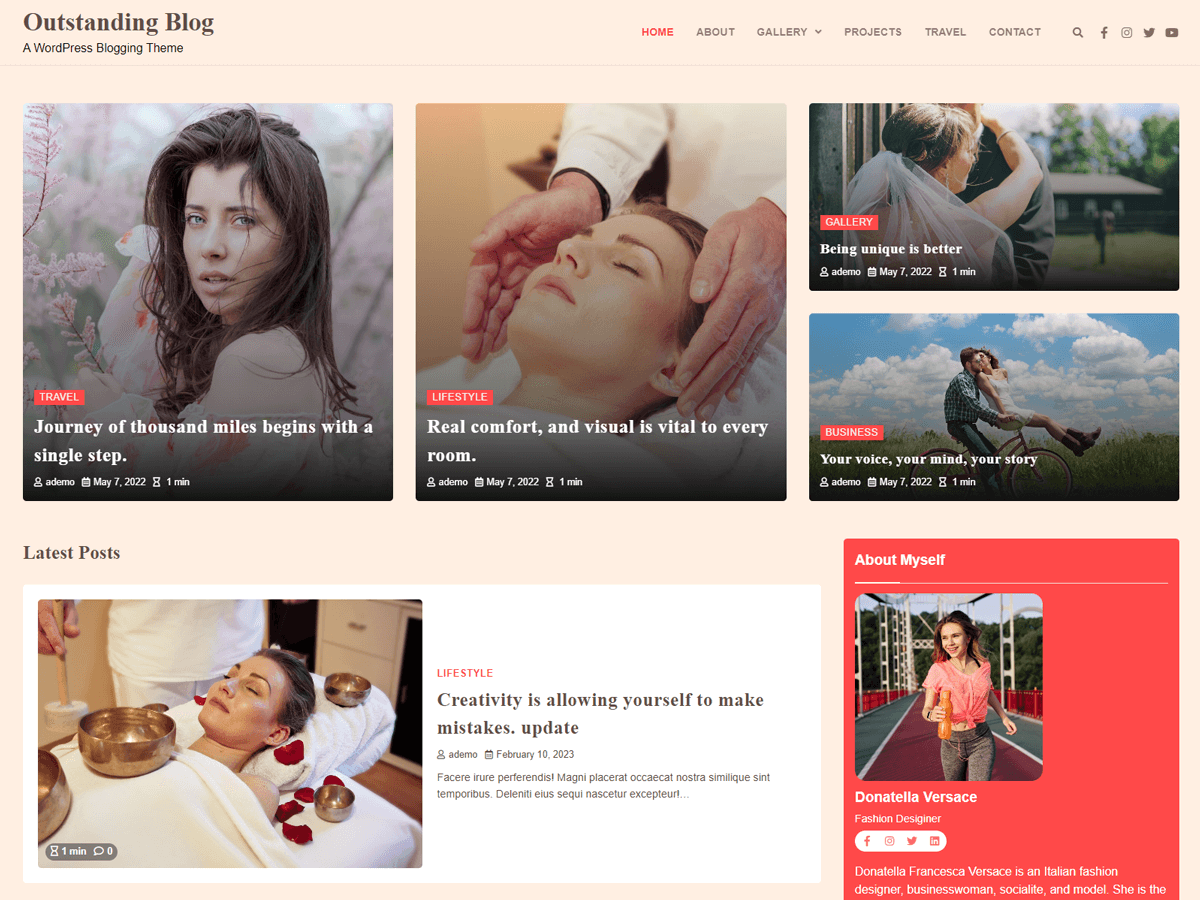 Outstanding Blog
A WordPress Blogging Theme
HOME ABOUT GALLERY PROJECTS TRAVEL CONTACT
TRAVEL
Journey of thousand miles begins with a
single step.
ademo May 7, 2022 1 min
LIFESTYLE
Real comfort, and visual is vital to every
room.
ademo May 7, 2022 1 min
GALLERY
Being unique is better
ademo May 7, 2022 1 min
BUSINESS
Your voice, your mind, your story
ademo May 7, 2022 1 min
Latest Posts
1 min 0
LIFESTYLE
Creativity is allowing yourself to make
mistakes. update
ademo February 10, 2023
Facere irure perferendis! Magni placerat occaecat nostra similique sint
temporibus. Deleniti eius sequi nascetur excepteur!…
About Myself
Donatella Versace
Fashion Desiginer
Donatella Francesca Versace is an Italian fashion
designer, businesswoman, socialite, and model. She is the